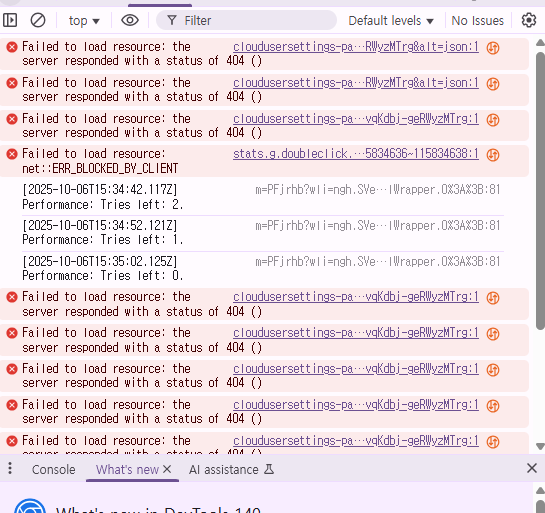 top
Filter
Default levels
No Issues
Failed to load resource: the cloudusersettings-pa…RWyzMTrg&alt=json:1
server responded with a status of 404 ()
Failed to load resource: the cloudusersettings-pa…RWyzMTrg&alt=json:1
server responded with a status of 404 ()
Failed to load resource: the cloudusersettings-pa…vqKdbj-geRWyzMTrg:1
server responded with a status of 404 ()
Failed to load resource: stats.g.doubleclick.…5834636~115834638:1
net::ERR_BLOCKED_BY_CLIENT
[2025-10-06T15:34:42.117Z] m=PFjrhb?wli=ngh.SVe…lWrapper.O%3A%3B:81
Performance: Tries left: 2.
[2025-10-06T15:34:52.121Z] m=PFjrhb?wli=ngh.SVe…lWrapper.O%3A%3B:81
Performance: Tries left: 1.
[2025-10-06T15:35:02.125Z] m=PFjrhb?wli=ngh.SVe…lWrapper.O%3A%3B:81
Performance: Tries left: 0.
Failed to load resource: the cloudusersettings-pa…vqKdbj-geRWyzMTrg:1
server responded with a status of 404 ()
Failed to load resource: the cloudusersettings-pa…vqKdbj-geRWyzMTrg:1
server responded with a status of 404 ()
Failed to load resource: the cloudusersettings-pa…vqKdbj-geRWyzMTrg:1
server responded with a status of 404 ()
Failed to load resource: the cloudusersettings-pa…vqKdbj-geRWyzMTrg:1
server responded with a status of 404 ()
Failed to load resource: the cloudusersettings-pa…vqKdbj-geRWyzMTrg:1
server responded with a status of 404 ()
Console
What's new
AI assistance
What's new in DevTools 140